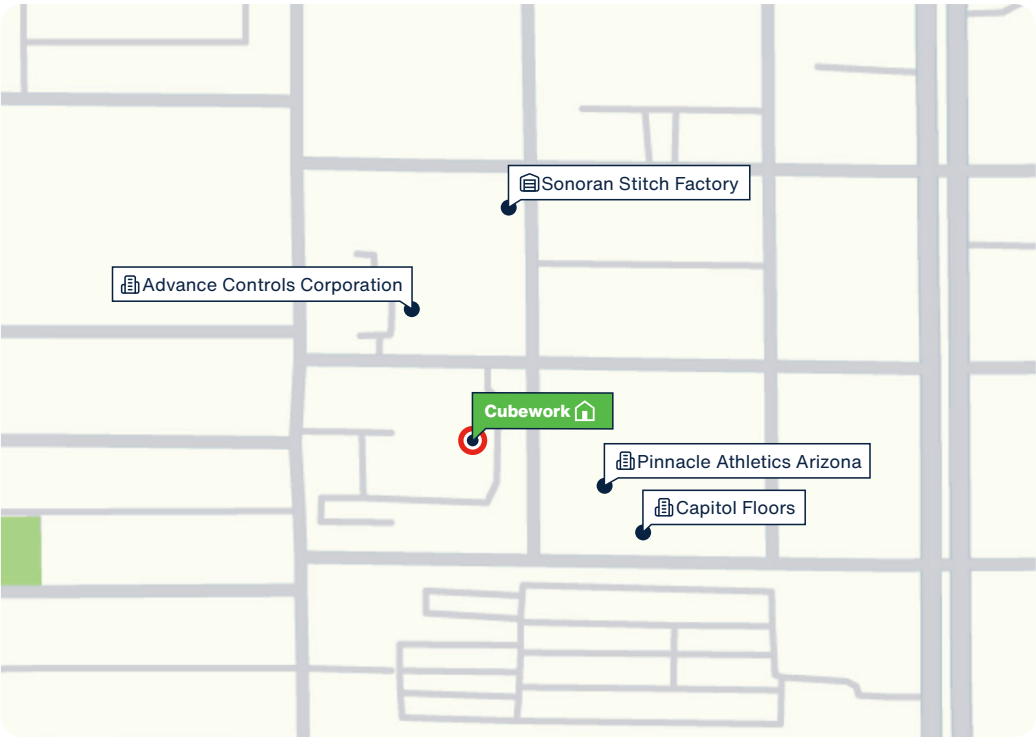 Sonoran Stitch Factory
Advance Controls Corporation
Cubework
Pinnacle Athletics Arizona
Capitol Floors